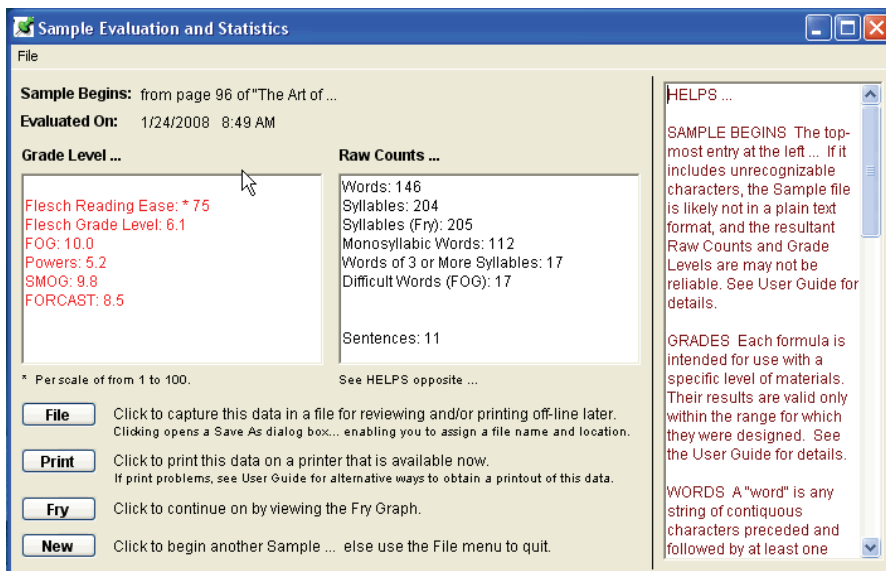 Sample Evaluation and Statistics
File
Sample Begins: from page 96 of "The Art of ...
Evaluated On: 1/24/2008 8:49 AM
Grade Level ...
Flesch Reading Ease: * 75
Flesch Grade Level: 6.1
FOG: 10.0
Powers: 5.2
SMOG: 9.8
FORCAST: 8.5
* Per scale of from 1 to 100.
Raw Counts ...
Words: 146
Syllables: 204
Syllables (Fry): 205
Monosyllabic Words: 112
Words of 3 or More Syllables: 17
Difficult Words (FOG): 17
Sentences: 11
See HELPS opposite ...
File
Click to capture this data in a file for reviewing and/or printing off-line later.
Clicking opens a Save As dialog box... enabling you to assign a file name and location.
Print
Click to print this data on a printer that is available now.
If print problems, see User Guide for alternative ways to obtain a printout of this data.
Fry
Click to continue on by viewing the Fry Graph.
New
Click to begin another Sample ... else use the File menu to quit.
HELPS ...
SAMPLE BEGINS The top-
most entry at the left ... If it
includes unrecognizable
characters, the Sample file
is likely not in a plain text
format, and the resultant
Raw Counts and Grade
Levels are may not be
reliable. See User Guide for
details.
GRADES Each formula is
intended for use with a
specific level of materials.
Their results are valid only
within the range for which
they were designed. See
the User Guide for details.
WORDS A "word" is any
string of contiquous
characters preceded and
followed by at least one